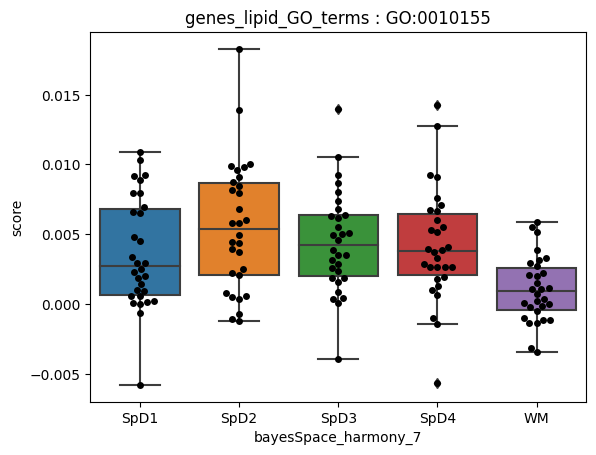 genes_lipid_GO_terms : GO:0010155
0.015
0.010
0.005
0.000
−0.005
score
SpD1 SpD2 SpD3 SpD4 WM
bayesSpace_harmony_7